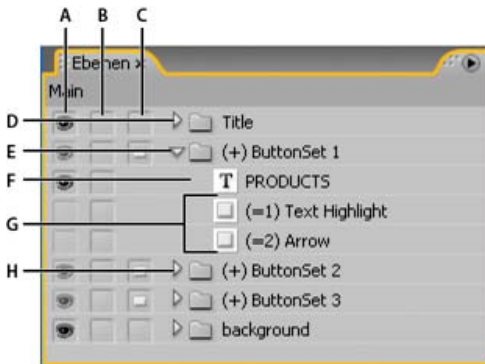 A B C
Ebenen ×
Main
D Title
E (+) ButtonSet 1
F T PRODUCTS
(=1) Text Highlight
G
(=2) Arrow
H (+) ButtonSet 2
(+) ButtonSet 3
background